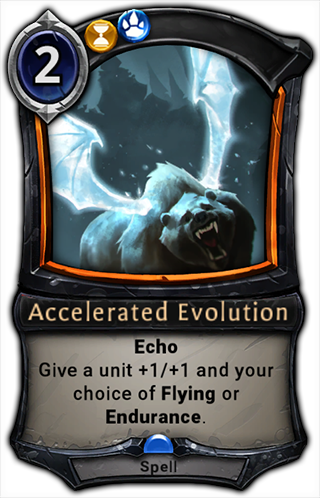 2
Accelerated Evolution
Echo
Give a unit +1/+1 and your
choice of Flying or
Endurance.
Spell